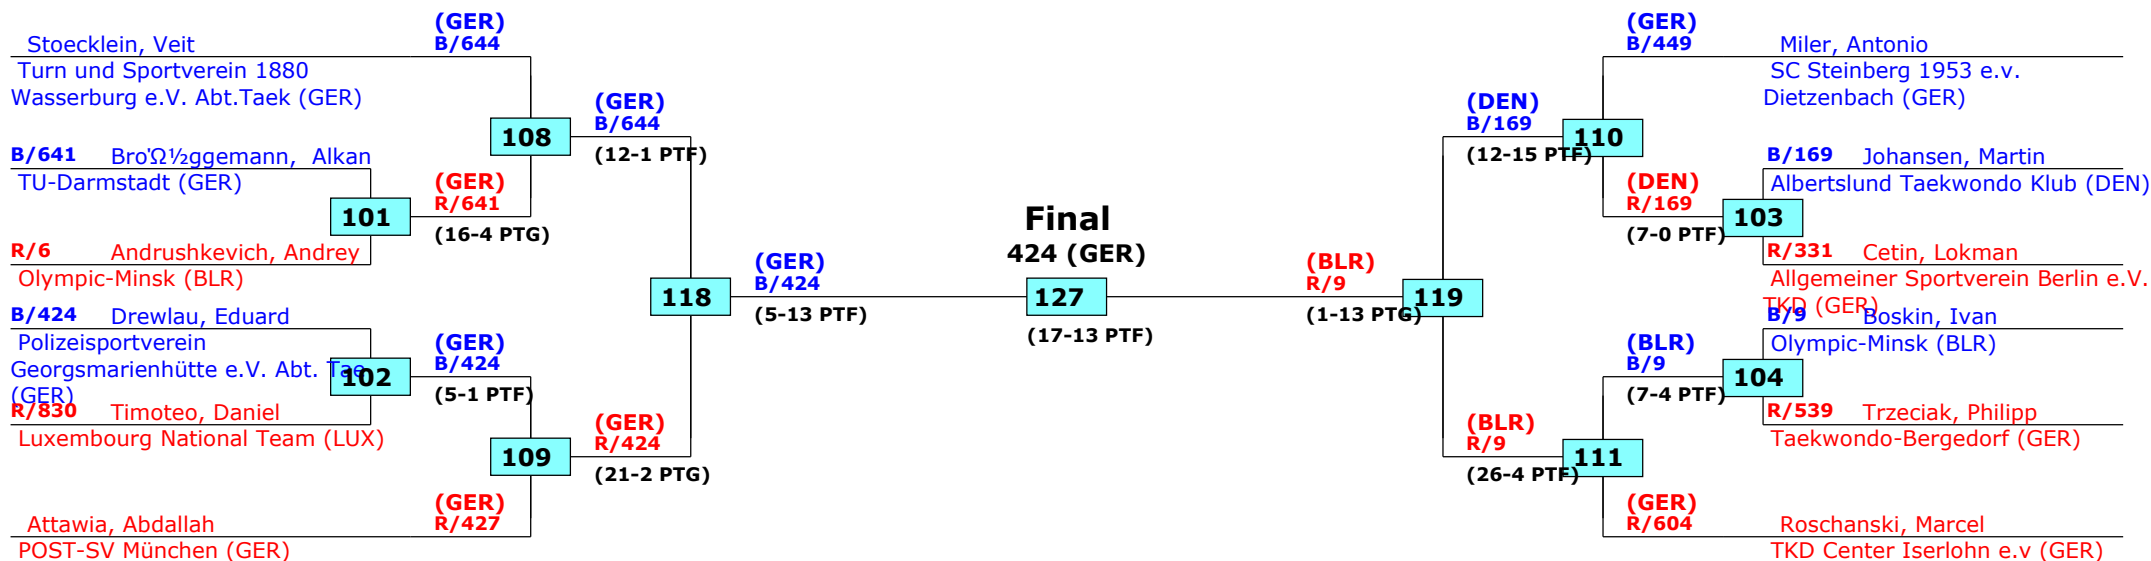 (GER)
B/644
Stoecklein, Veit
Turn und Sportverein 1880
Wasserburg e.V. Abt.Taek (GER)
108
(GER)
B/644
(12-1 PTF)
B/641 Bro'Ω½ggemann, Alkan
TU-Darmstadt (GER)
101
(GER)
R/641
(16-4 PTG)
R/6 Andrushkevich, Andrey
Olympic-Minsk (BLR)
118
(GER)
B/424
(5-13 PTF)
B/424 Drewlau, Eduard
Polizeisportverein
Georgsmarienhütte e.V. Abt. Tae
(GER)
102
(GER)
B/424
(5-1 PTF)
R/830 Timoteo, Daniel
Luxembourg National Team (LUX)
109
(GER)
R/424
(21-2 PTG)
(GER)
R/427
Attawia, Abdallah
POST-SV München (GER)
Final
424 (GER)
127
(17-13 PTF)
(GER)
B/449
Miler, Antonio
SC Steinberg 1953 e.v.
Dietzenbach (GER)
(DEN)
B/169
(12-15 PTF)
110
B/169 Johansen, Martin
Albertslund Taekwondo Klub (DEN)
(DEN)
R/169
(7-0 PTF)
103
R/331 Cetin, Lokman
Allgemeiner Sportverein Berlin e.V.
TKD (GER)
(BLR)
R/9
(1-13 PTG)
119
B/9 Boskin, Ivan
Olympic-Minsk (BLR)
(BLR)
B/9
(7-4 PTF)
104
R/539 Trzeciak, Philipp
Taekwondo-Bergedorf (GER)
(BLR)
R/9
(26-4 PTF)
111
(GER)
R/604
Roschanski, Marcel
TKD Center Iserlohn e.v (GER)